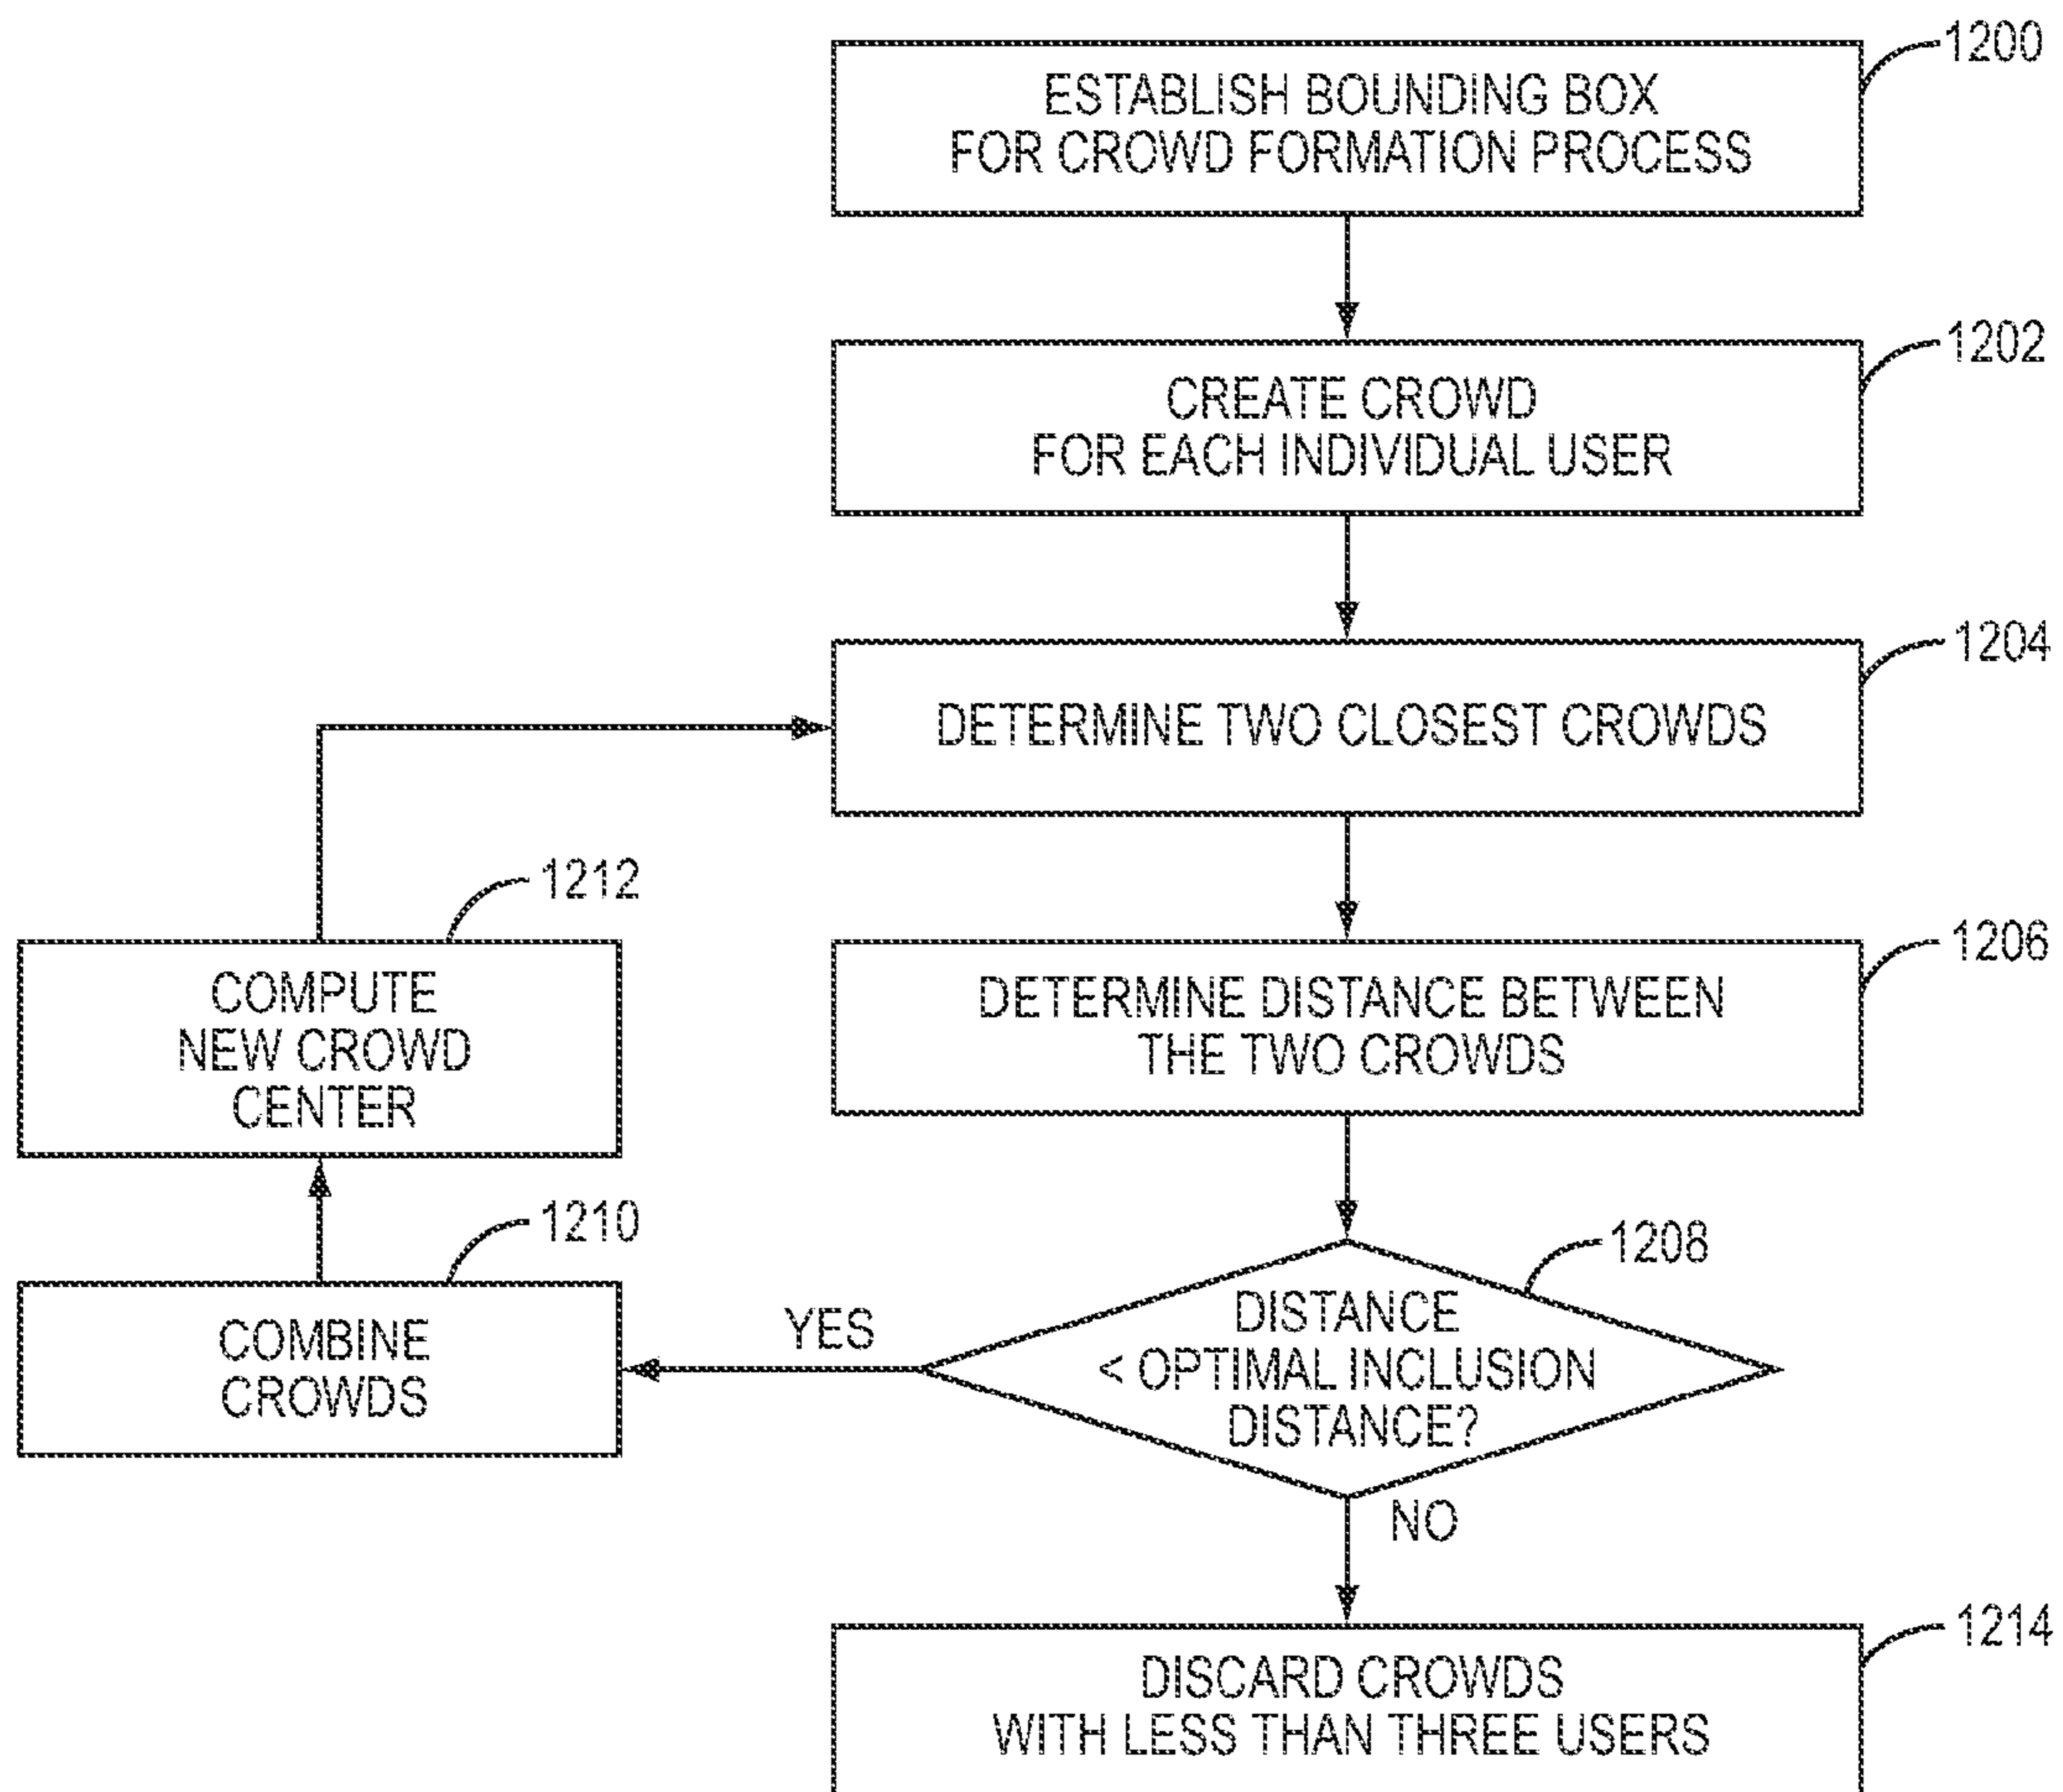 1200
ESTABLISH BOUNDING BOX
FOR CROWD FORMATION PROCESS
1202
CREATE CROWD
FOR EACH INDIVIDUAL USER
1204
DETERMINE TWO CLOSEST CROWDS
1206
DETERMINE DISTANCE BETWEEN
THE TWO CROWDS
1208
DISTANCE
< OPTIMAL INCLUSION
DISTANCE?
YES
1210
COMBINE
CROWDS
1212
COMPUTE
NEW CROWD
CENTER
NO
1214
DISCARD CROWDS
WITH LESS THAN THREE USERS